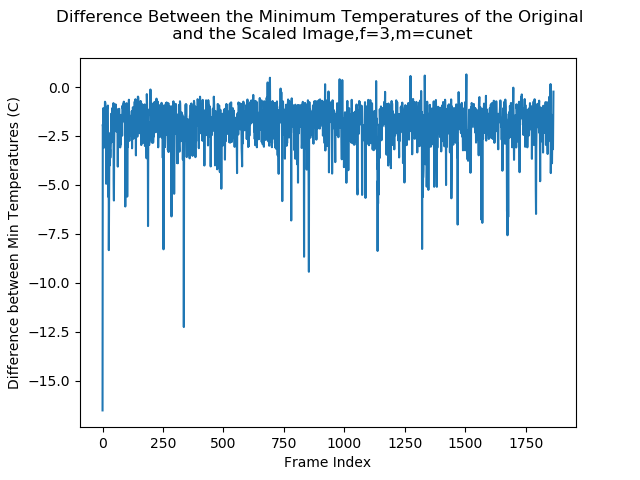 Difference Between the Minimum Temperatures of the Original
and the Scaled Image,f=3,m=cunet
Difference between Min Temperatures (C)
0.0
−2.5
−5.0
−7.5
−10.0
−12.5
−15.0
0 250 500 750 1000 1250 1500 1750
Frame Index